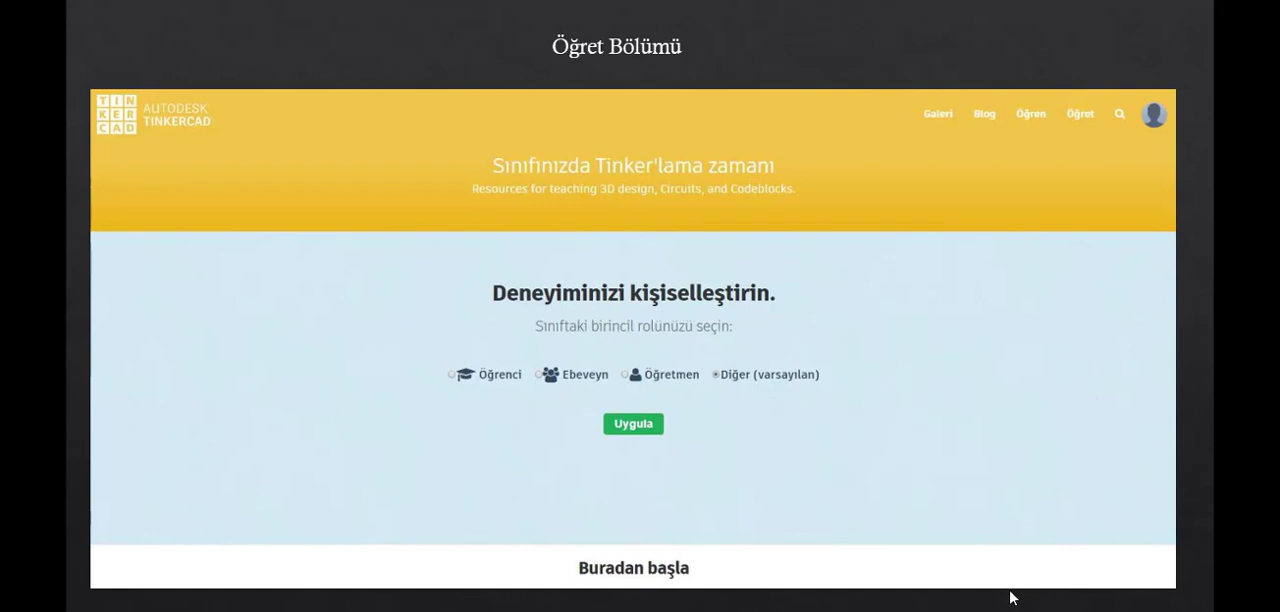 Öğret Bölümü
TIN
KER
CAD
AUTODESK
TINKERCAD
Galeri Blog Öğren Öğret
Sınıfınızda Tinker'lama zamanı
Resources for teaching 3D design, Circuits, and Codeblocks.
Deneyiminizi kişiselleştirin.
Sınıftaki birincil rolünüzü seçin:
Öğrenci Ebeveyn Öğretmen Diğer (varsayılan)
Uygula
Buradan başla